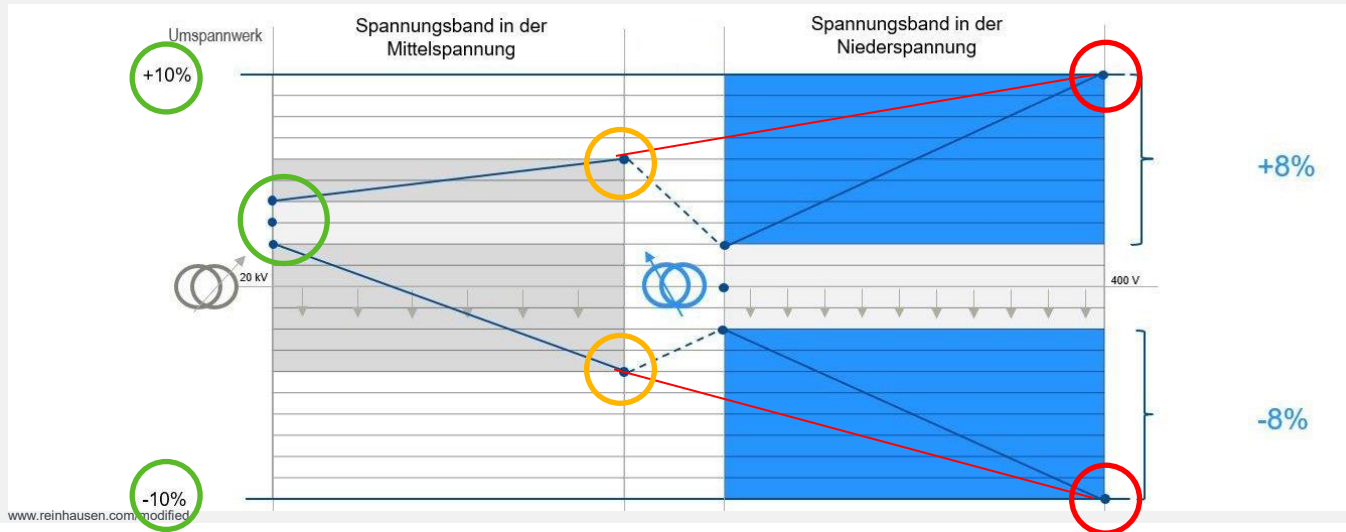 Umspannwerk
Spannungsband in der
Mittelspannung
Spannungsband in der
Niederspannung
+10%
+8%
20 kV
400 V
-8%
-10%
www.reinhausen.com/modified